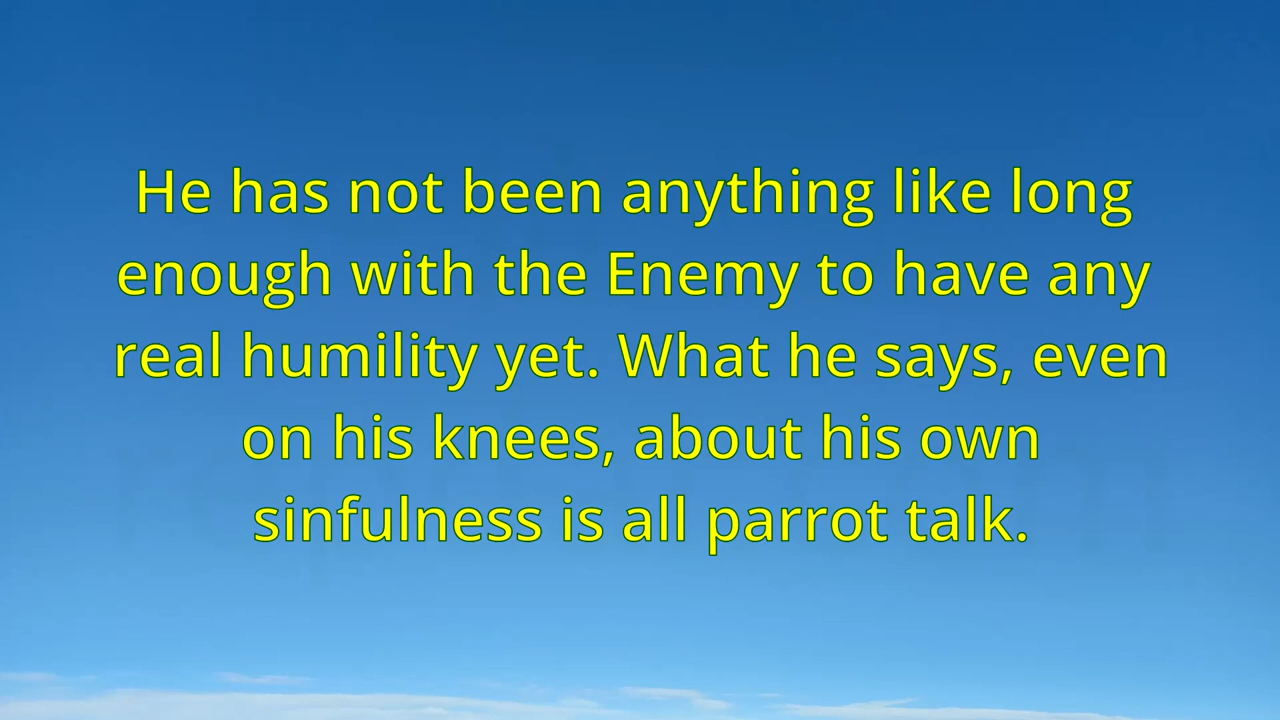 He has not been anything like long
enough with the Enemy to have any
real humility yet. What he says, even
on his knees, about his own
sinfulness is all parrot talk.